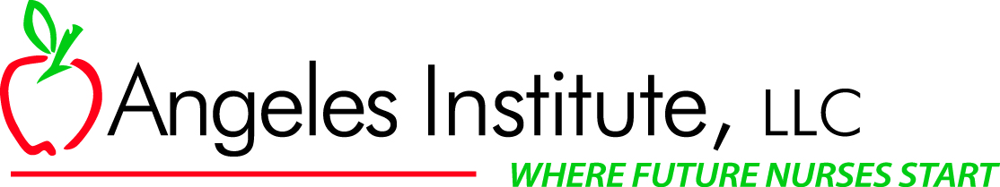 Angeles Institute, LLC
WHERE FUTURE NURSES START